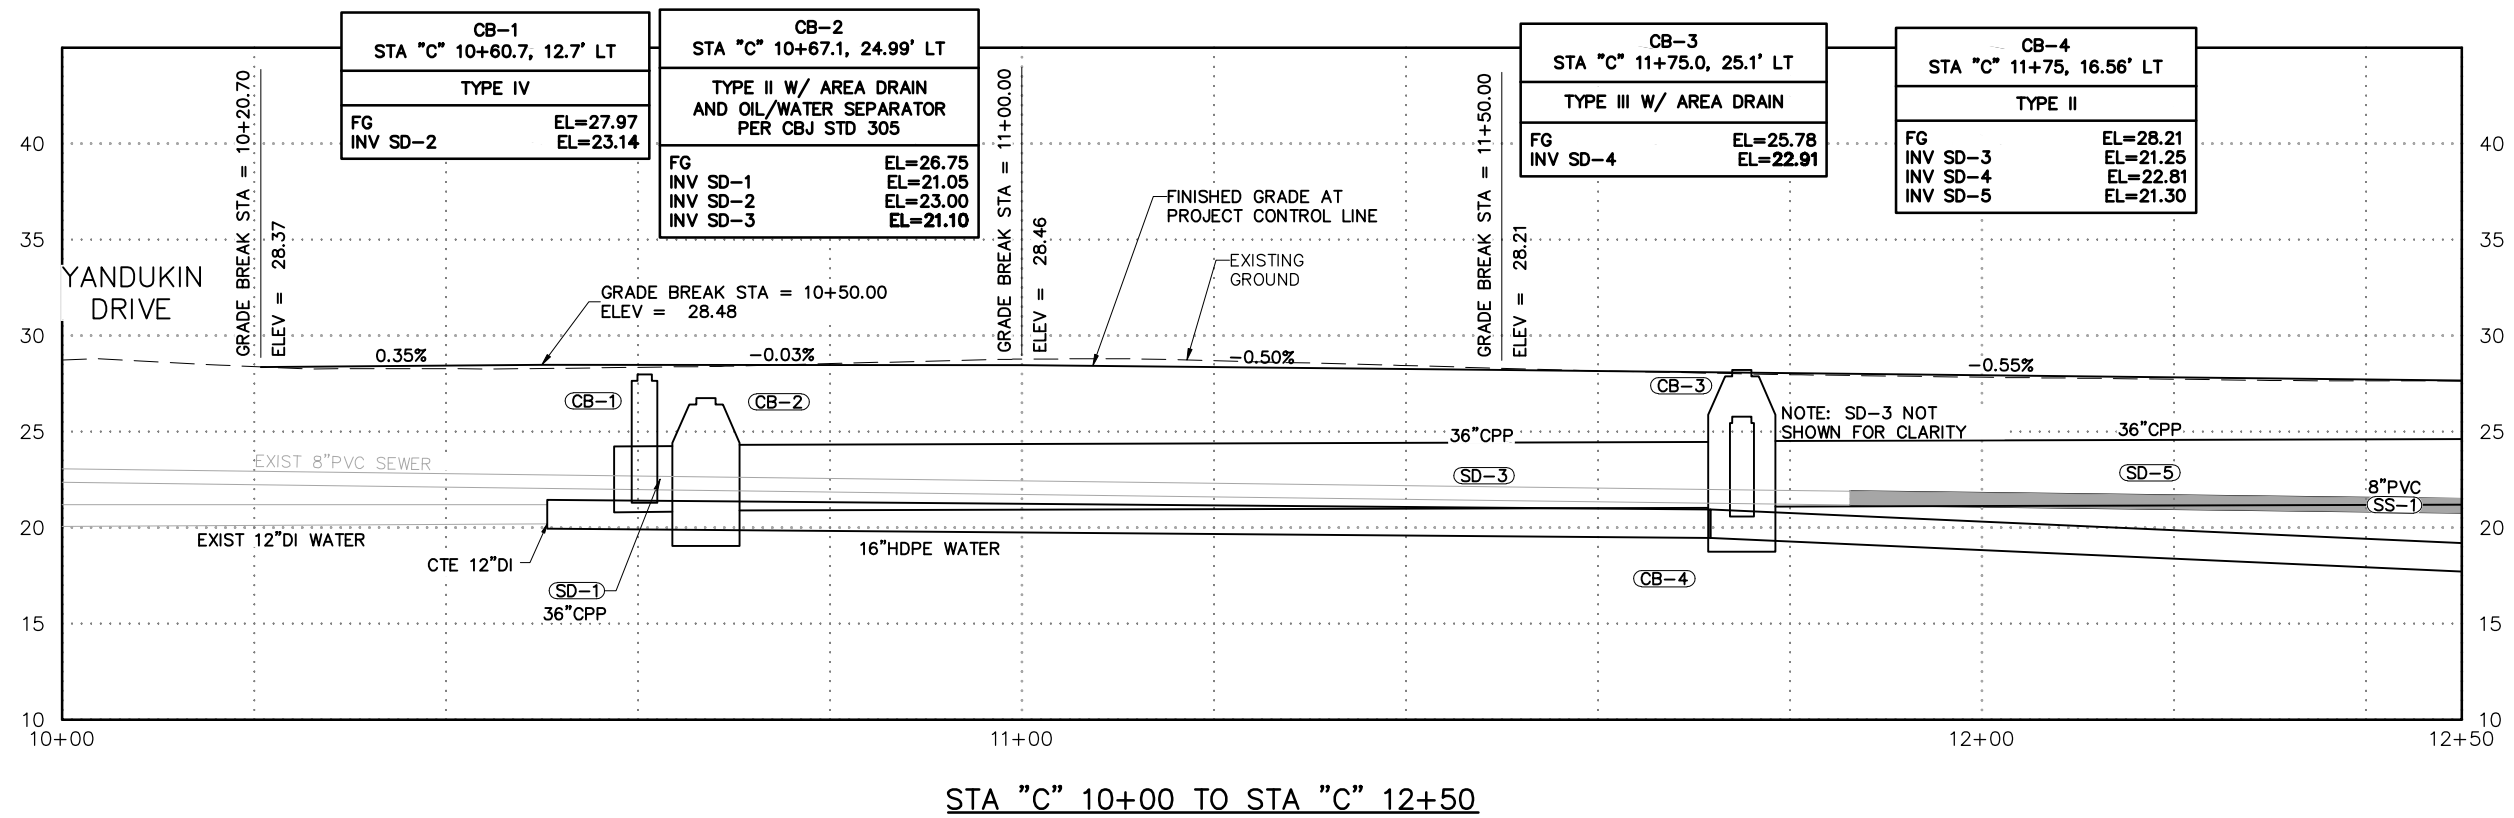 CB-1
STA "C" 10+60.7, 12.7' LT
TYPE IV
FG EL=27.97
INV SD-2 EL=23.14
CB-2
STA "C" 10+67.1, 24.99' LT
TYPE II W/ AREA DRAIN
AND OIL/WATER SEPARATOR
PER CBJ STD 305
FG EL=26.75
INV SD-1 EL=21.05
INV SD-2 EL=23.00
INV SD-3 EL=21.10
CB-3
STA "C" 11+75.0, 25.1' LT
TYPE III W/ AREA DRAIN
FG EL=25.78
INV SD-4 EL=22.91
CB-4
STA "C" 11+75, 16.56' LT
TYPE II
FG EL=28.21
INV SD-3 EL=21.25
INV SD-4 EL=22.81
INV SD-5 EL=21.30
GRADE BREAK STA = 10+20.70
ELEV = 28.37
GRADE BREAK STA = 11+00.00
ELEV = 28.46
GRADE BREAK STA = 11+50.00
ELEV = 28.21
FINISHED GRADE AT
PROJECT CONTROL LINE
EXISTING
GROUND
YANDUKIN
DRIVE
GRADE BREAK STA = 10+50.00
ELEV = 28.48
0.35%
-0.03%
-0.50%
-0.55%
CB-1
CB-2
CB-3
NOTE: SD-3 NOT
SHOWN FOR CLARITY
36"CPP
36"CPP
EXIST 8"PVC SEWER
SD-3
SD-5
8"PVC
SS-1
EXIST 12"DI WATER
16"HDPE WATER
CTE 12"DI
CB-4
SD-1
36"CPP
40
35
30
25
20
15
10
40
35
30
25
20
15
10
10+00
11+00
12+00
12+50
STA "C" 10+00 TO STA "C" 12+50